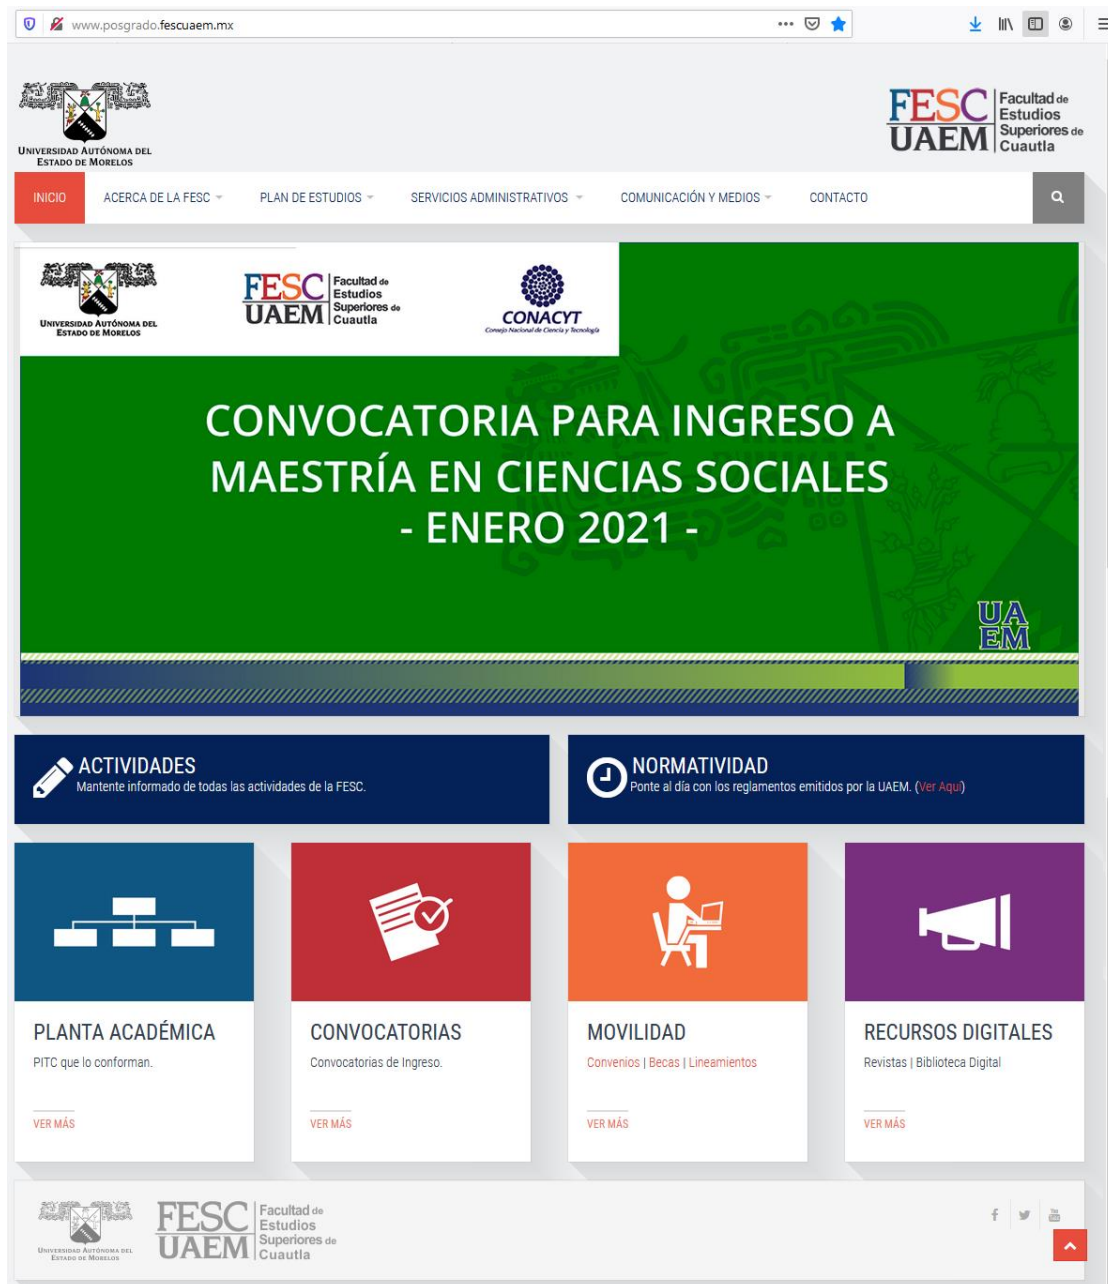 www.posgrado.fescuaem.mx
UNIVERSIDAD AUTÓNOMA DEL
ESTADO DE MORELOS
FESC
UAEM
Facultad de
Estudios
Superiores de
Cuautla
INICIO
ACERCA DE LA FESC
PLAN DE ESTUDIOS
SERVICIOS ADMINISTRATIVOS
COMUNICACIÓN Y MEDIOS
CONTACTO
UNIVERSIDAD AUTÓNOMA DEL
ESTADO DE MORELOS
FESC
UAEM
Facultad de
Estudios
Superiores de
Cuautla
CONACYT
Consejo Nacional de Ciencia y Tecnología
CONVOCATORIA PARA INGRESO A
MAESTRÍA EN CIENCIAS SOCIALES
- ENERO 2021 -
UA
EM
ACTIVIDADES
Mantente informado de todas las actividades de la FESC.
NORMATIVIDAD
Ponte al día con los reglamentos emitidos por la UAEM. (Ver Aquí)
PLANTA ACADÉMICA
PITC que lo conforman.
VER MÁS
CONVOCATORIAS
Convocatorias de Ingreso.
VER MÁS
MOVILIDAD
Convenios | Becas | Lineamientos
VER MÁS
RECURSOS DIGITALES
Revistas | Biblioteca Digital
VER MÁS
UNIVERSIDAD AUTÓNOMA DEL
ESTADO DE MORELOS
FESC
UAEM
Facultad de
Estudios
Superiores de
Cuautla